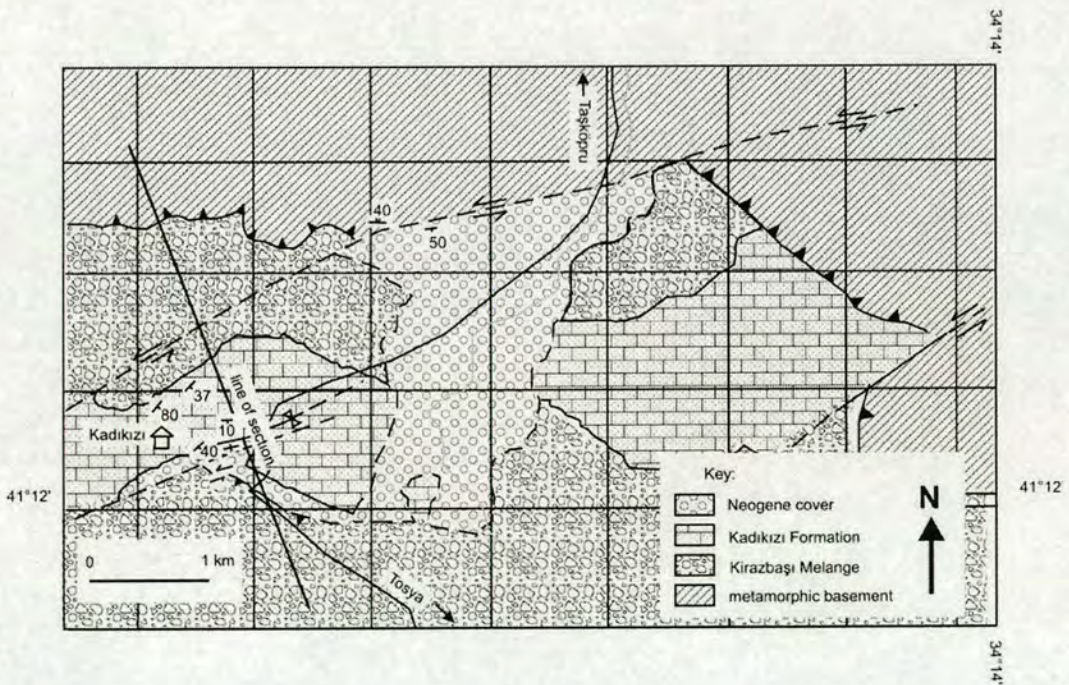 34°14'
Taşköpru
40
50
line of section
37
80
Kadıkızı
10
40
41°12'
41°12'
0 1 km
Tosya
Key:
Neogene cover
Kadıkızı Formation
Kirazbaşı Melange
metamorphic basement
N
34°14'